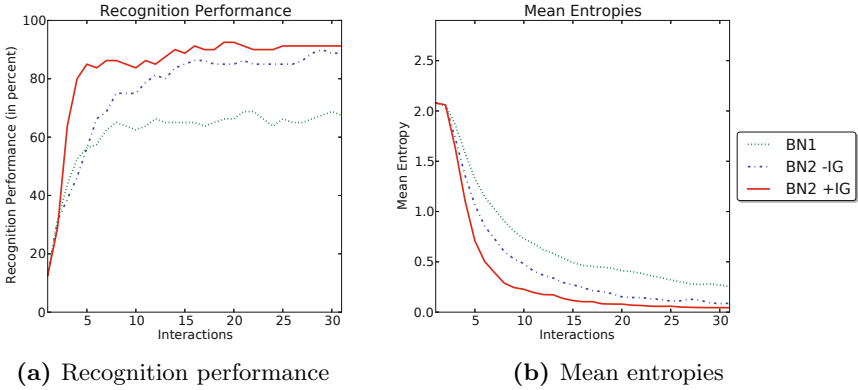 Recognition Performance
Recognition Performance (in percent)
100
80
60
40
20
0
5 10 15 20 25 30
Interactions
(a) Recognition performance
Mean Entropies
Mean Entropy
2.5
2.0
1.5
1.0
0.5
0.0
5 10 15 20 25 30
Interactions
(b) Mean entropies
BN1
BN2 -IG
BN2 +IG